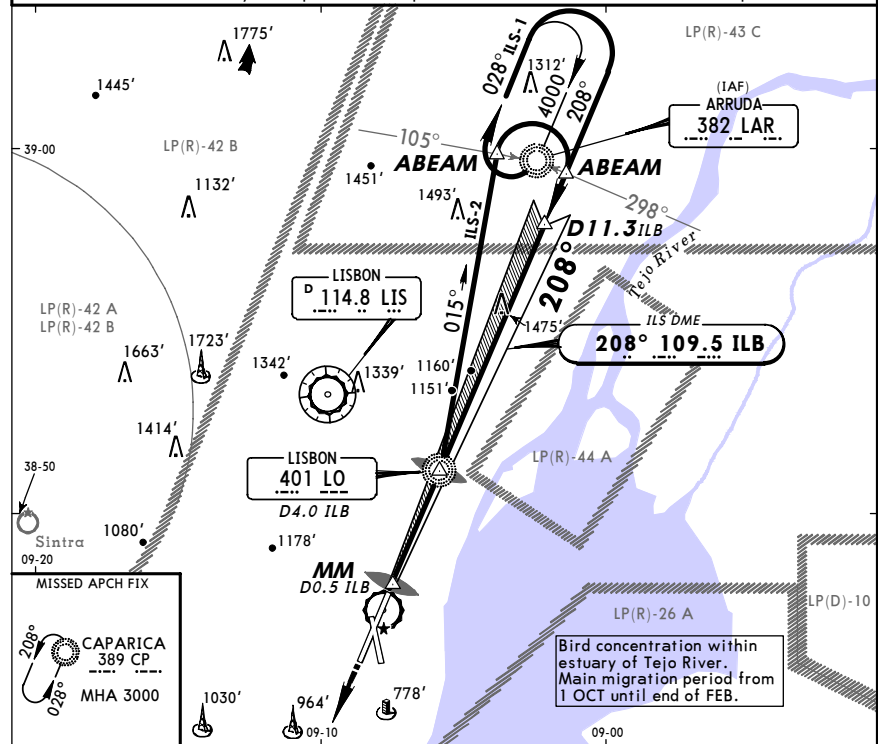 1775'
1445'
LP(R)-42 B
1132'
39-00
105°
ABEAM
1451'
1493'
028° ILS-1
1312'
4000'
208°
LP(R)-43 C
(IAF)
ARRUDA
382 LAR
ABEAM
298°
D11.3 ILB
Tejo River
ILS-2
015°
208°
LISBON
D 114.8 LIS
LP(R)-42 A
LP(R)-42 B
1723'
1663'
1414'
1342'
1339'
1160'
1151'
1475'
ILS DME
208° 109.5 ILB
LISBON
401 LO
D4.0 ILB
LP(R)-44 A
38-50
Sintra
09-20
1080'
1178'
MM
D0.5 ILB
MISSED APCH FIX
208°
028°
CAPARICA
389 CP
MHA 3000
1030'
964'
778'
09-10
09-00
LP(R)-26 A
LP(D)-10
Bird concentration within
estuary of Tejo River.
Main migration period from
1 OCT until end of FEB.